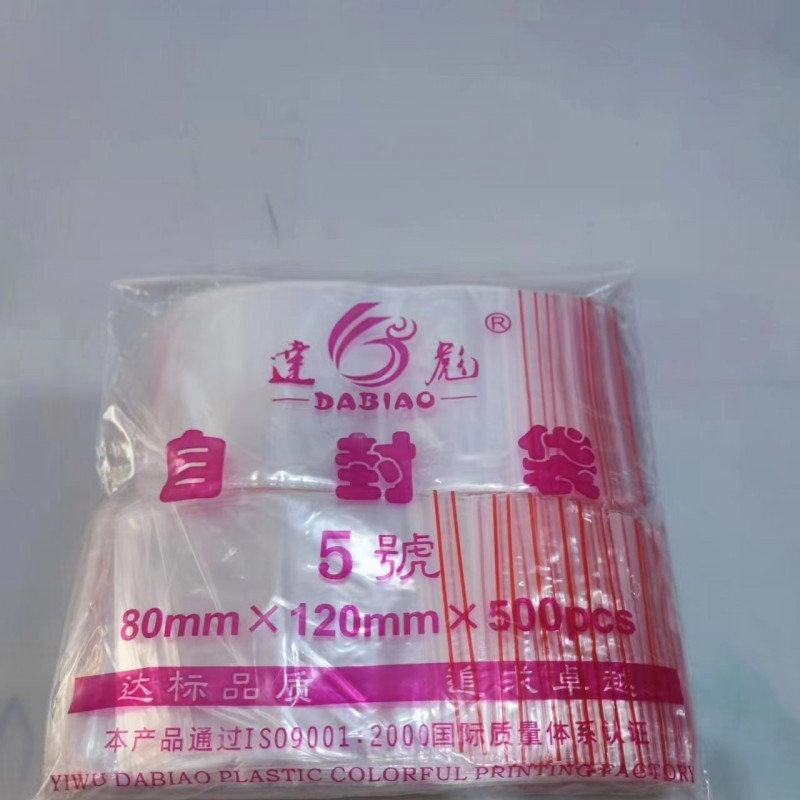 達彪®
DABIAO
自封袋
5號
80mm×120mm×500pcs
达标品质 追求卓越
本产品通过ISO9001:2000国际质量体系认证
YIWU DABIAO PLASTIC COLORFUL PRINTING FACTORY